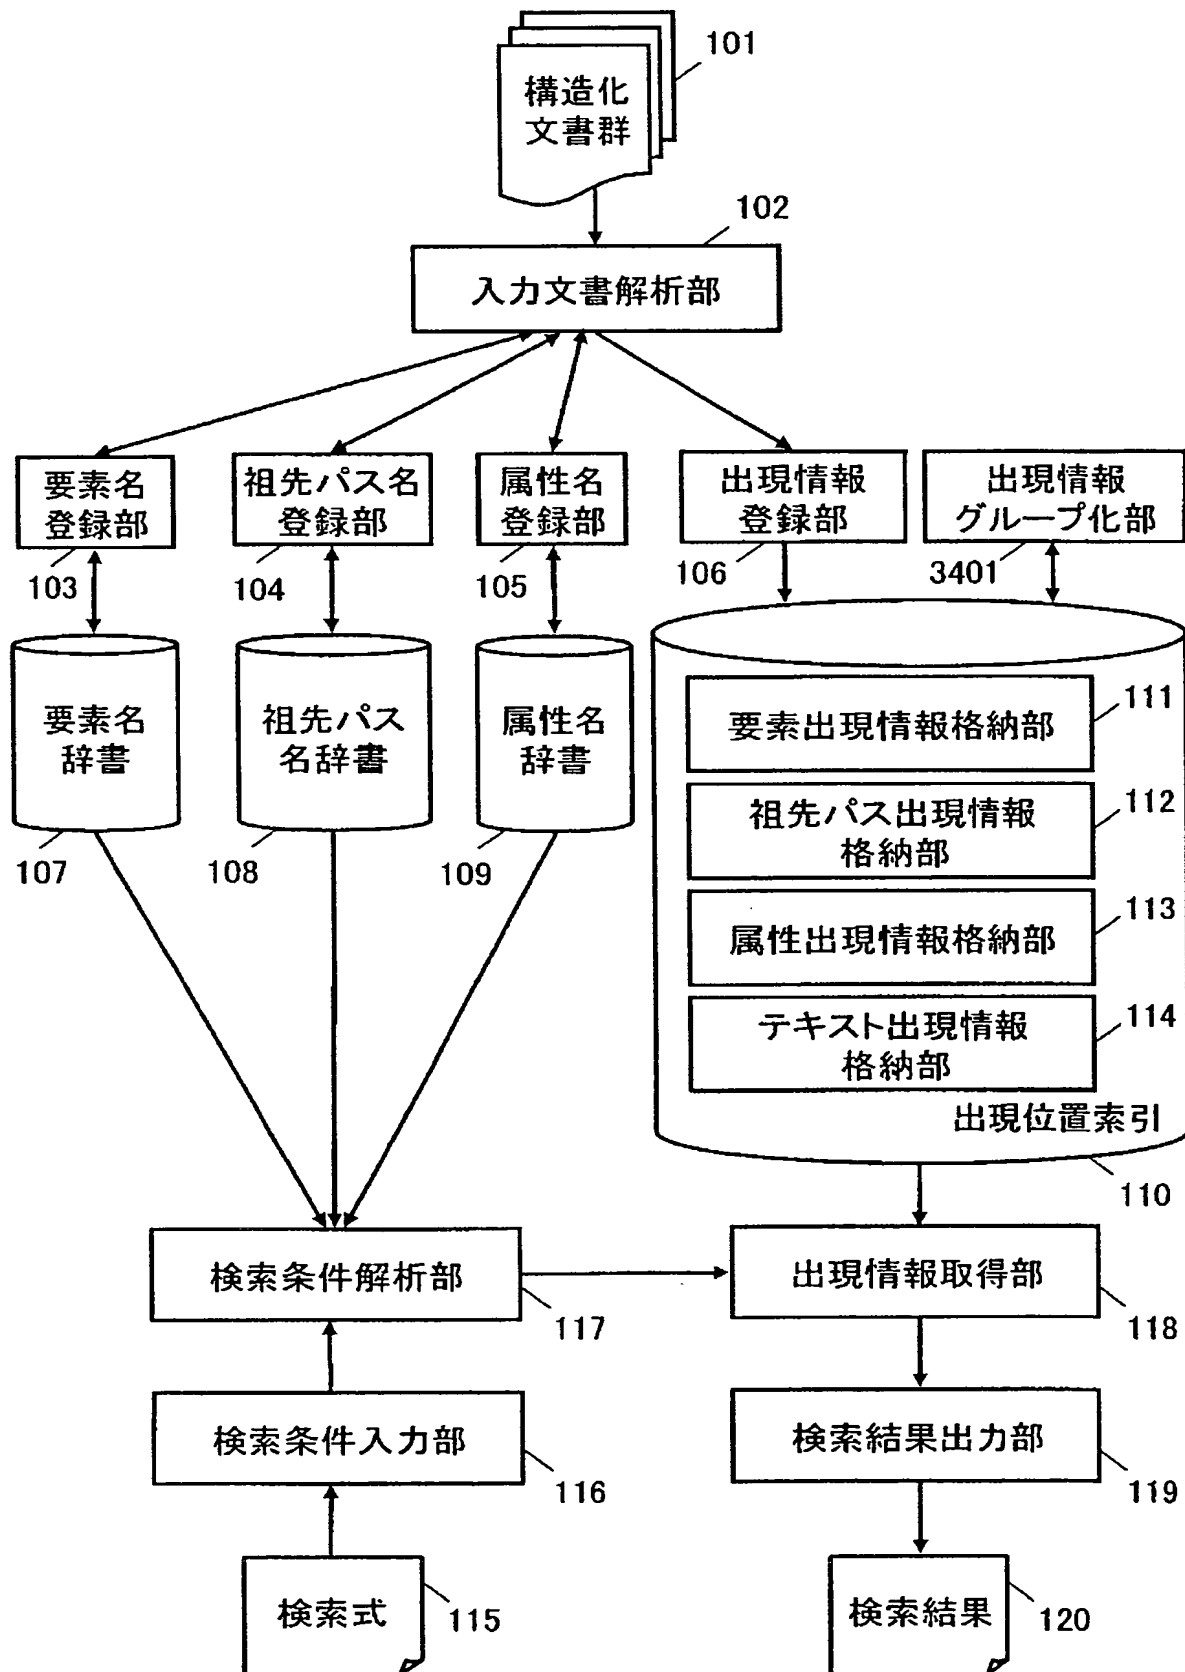 構造化
文書群
101
102
入力文書解析部
要素名
登録部
103
祖先パス名
登録部
104
属性名
登録部
105
出現情報
登録部
106
出現情報
グループ化部
3401
要素名
辞書
107
祖先パス
名辞書
108
属性名
辞書
109
要素出現情報格納部
111
祖先パス出現情報
格納部
112
属性出現情報格納部
113
テキスト出現情報
格納部
114
出現位置索引
110
検索条件解析部
117
出現情報取得部
118
検索条件入力部
116
検索結果出力部
119
検索式
115
検索結果
120